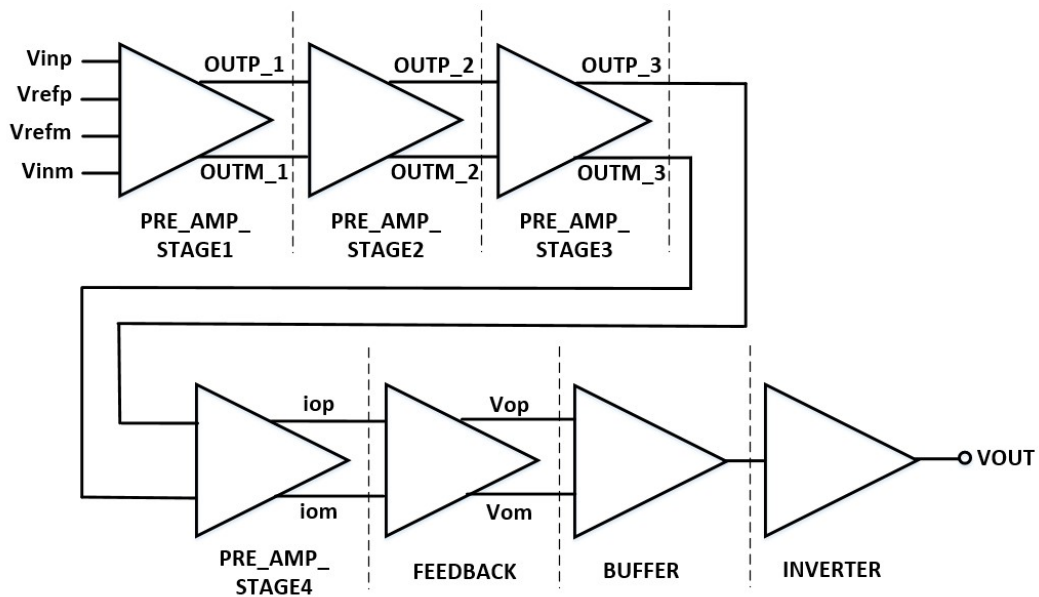 Vinp
Vrefp
Vrefm
Vinm
OUTP_1
OUTM_1
OUTP_2
OUTM_2
OUTP_3
OUTM_3
PRE_AMP_
STAGE1
PRE_AMP_
STAGE2
PRE_AMP_
STAGE3
iop
iom
Vop
Vom
VOUT
PRE_AMP_
STAGE4
FEEDBACK
BUFFER
INVERTER